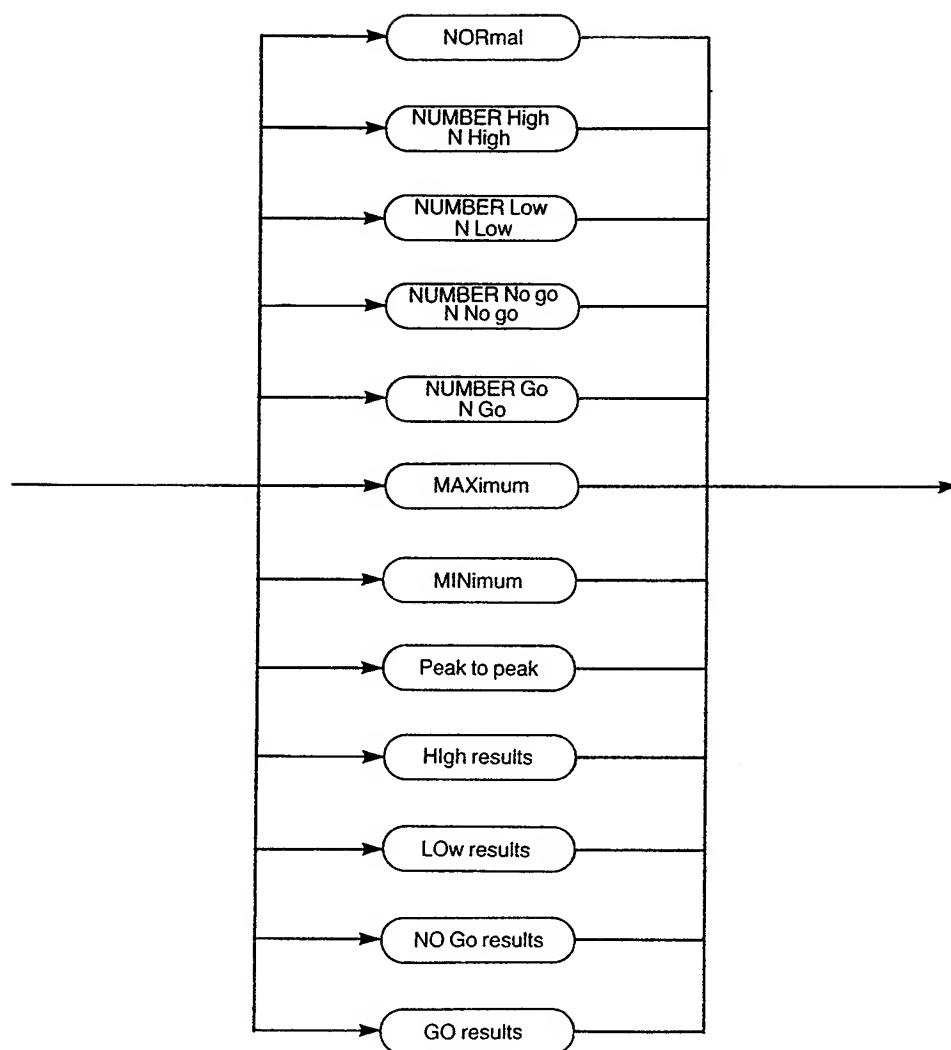 NORmal
NUMBER High
N High
NUMBER Low
N Low
NUMBER No go
N No go
NUMBER Go
N Go
MAXimum
MINimum
Peak to peak
HIgh results
LOw results
NO Go results
GO results